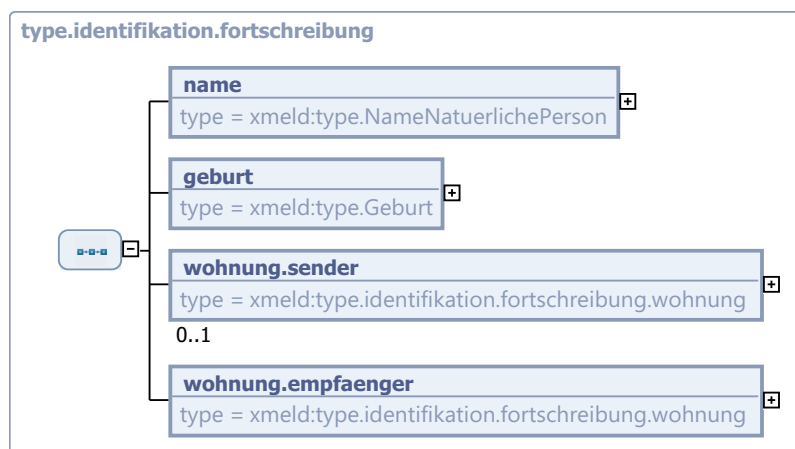 type.identifikation.fortschreibung
name
type = xmeld:type.NameNatuerlichePerson
geburt
type = xmeld:type.Geburt
wohnung.sender
type = xmeld:type.identifikation.fortschreibung.wohnung
0..1
wohnung.empfaenger
type = xmeld:type.identifikation.fortschreibung.wohnung